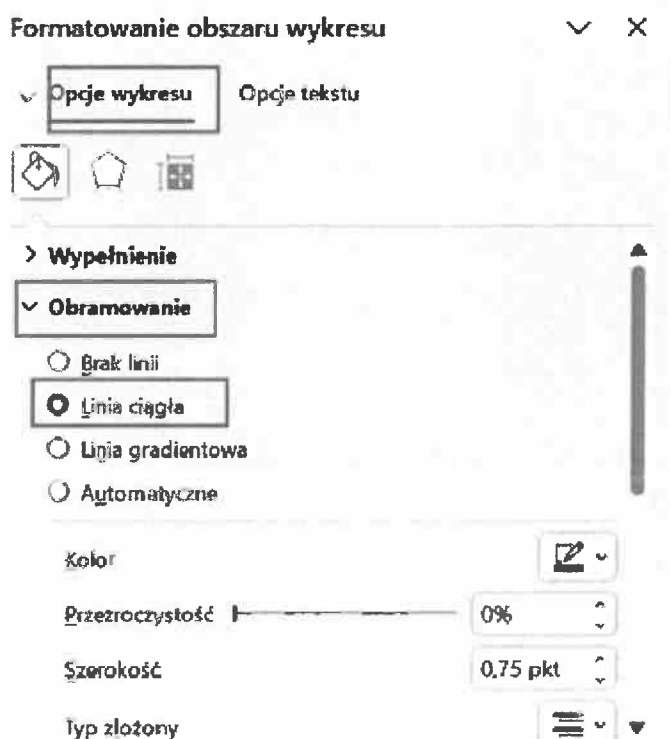 Formatowanie obszaru wykresu
Opcje wykresu Opcje tekstu
Wypełnienie
Obramowanie
Brak linii
Linia ciągła
Linia gradientowa
Automatyczne
Kolor
Przezroczystość 0%
Szerokość 0,75 pkt
Typ złożony